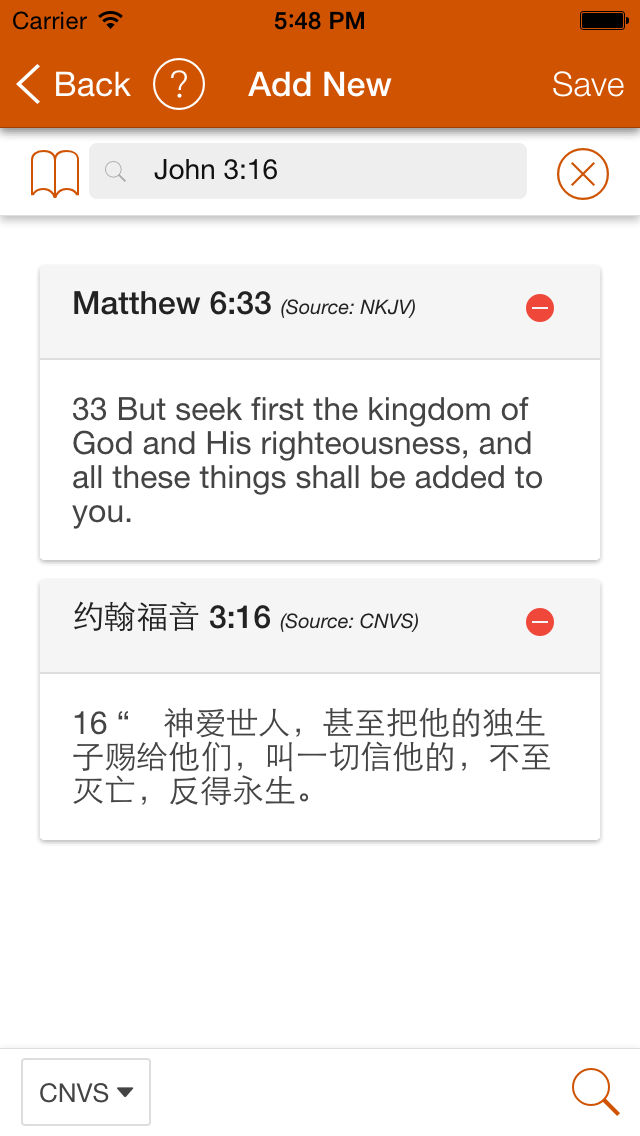 Carrier 5:48 PM
Back ? Add New Save
John 3:16
Matthew 6:33 (Source: NKJV)
33 But seek first the kingdom of
God and His righteousness, and
all these things shall be added to
you.
约翰福音 3:16 (Source: CNVS)
16 “　神爱世人，甚至把他的独生
子赐给他们，叫一切信他的，不至
灭亡，反得永生。
CNVS